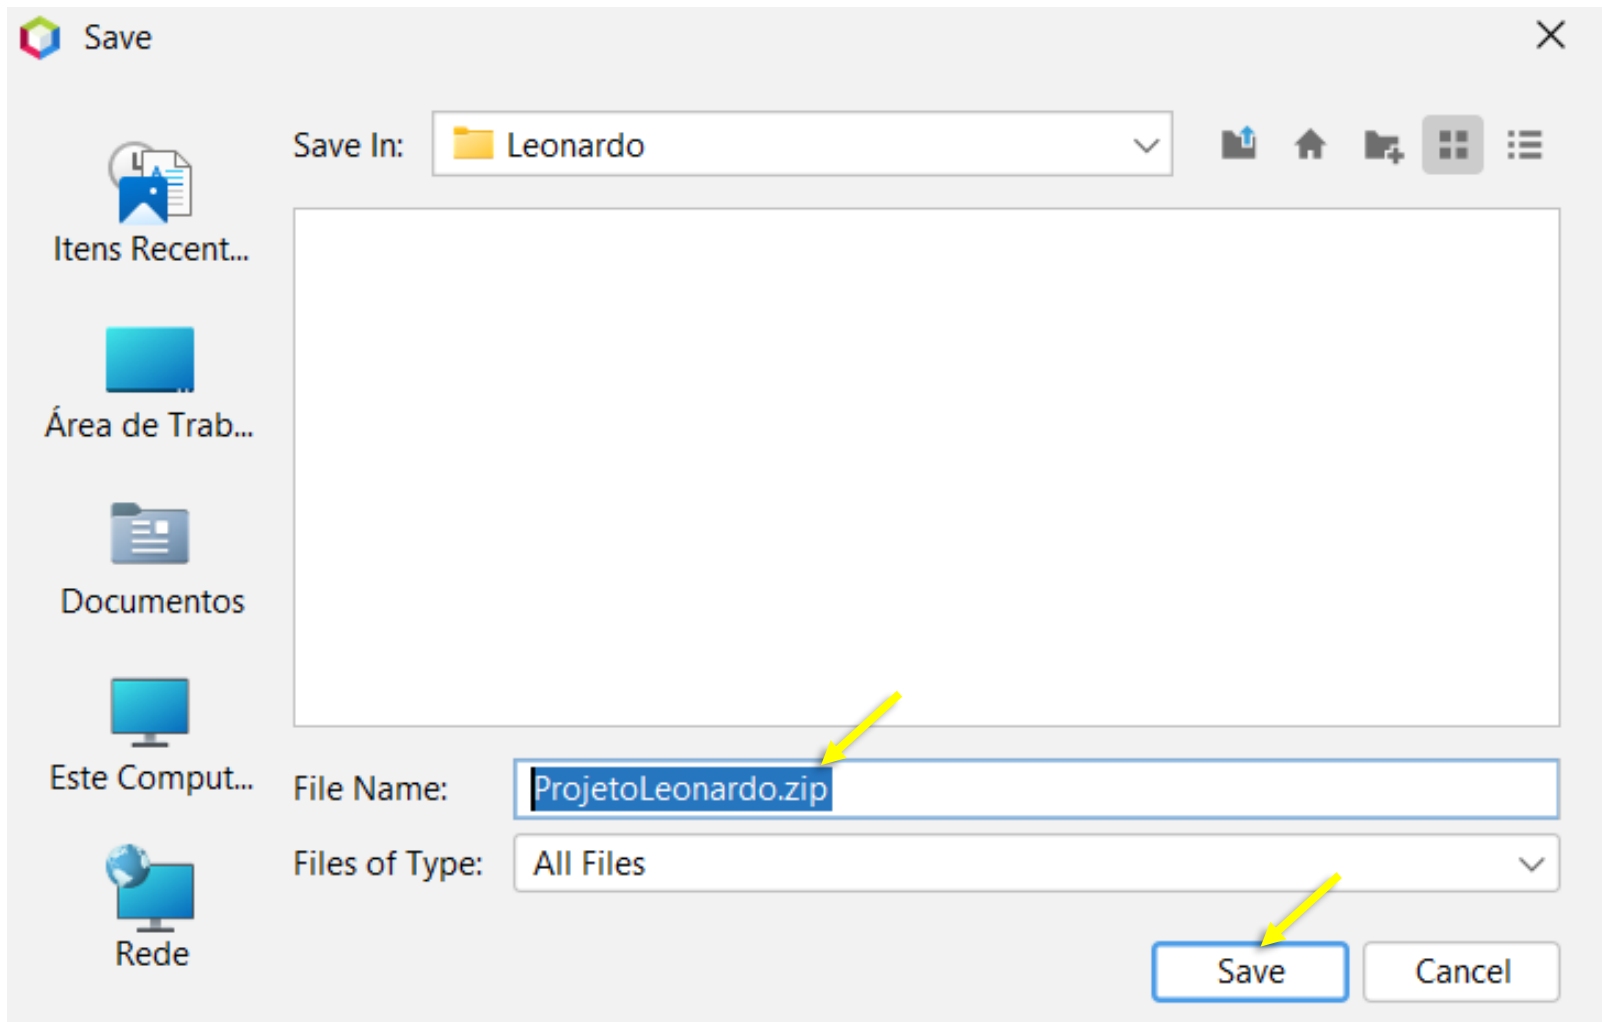 Save
Save In:
Leonardo
Itens Recent...
Área de Trab...
Documentos
Este Comput...
Rede
File Name:
ProjetoLeonardo.zip
Files of Type:
All Files
Save
Cancel